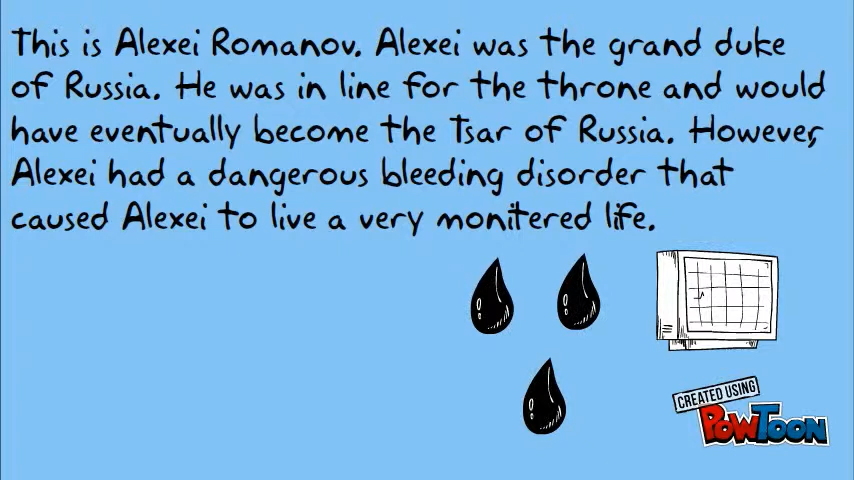 This is Alexei Romanov. Alexei was the grand duke
of Russia. He was in line for the throne and would
have eventually become the Tsar of Russia. However,
Alexei had a dangerous bleeding disorder that
caused Alexei to live a very monitered life.
CREATED USING
POWTOON